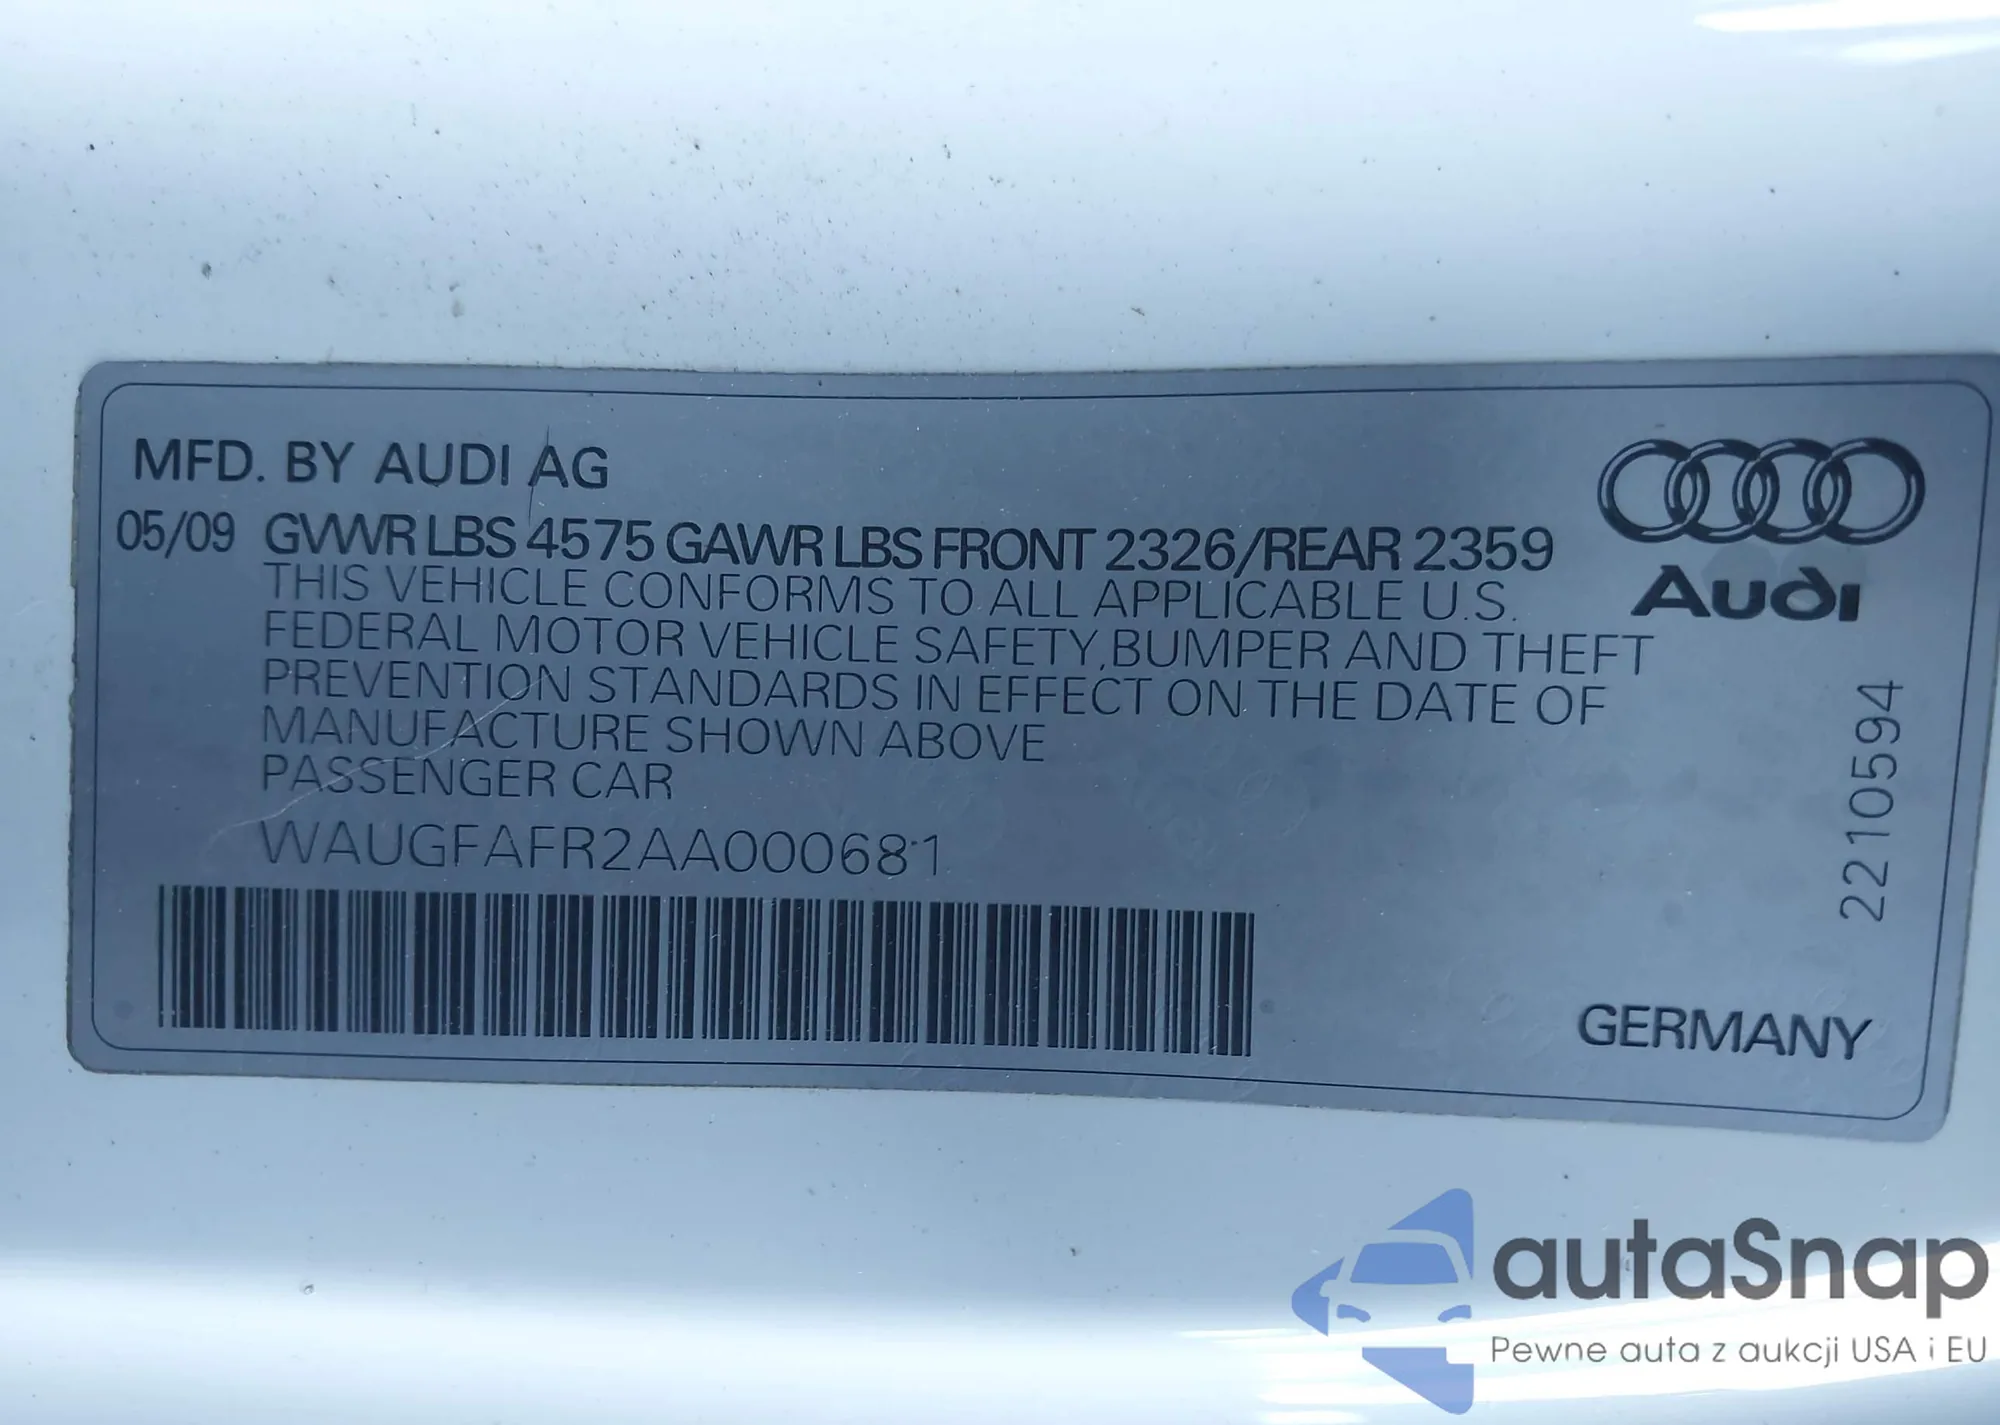 MFD. BY AUDI AG
05/09 GVWR LBS 4575 GAWR LBS FRONT 2326/REAR 2359
THIS VEHICLE CONFORMS TO ALL APPLICABLE U.S.
FEDERAL MOTOR VEHICLE SAFETY,BUMPER AND THEFT
PREVENTION STANDARDS IN EFFECT ON THE DATE OF
MANUFACTURE SHOWN ABOVE
PASSENGER CAR
WAUGFAFR2AA000681
Audi
2210594
GERMANY
autaSnap
Pewne auta z aukcji USA i EU